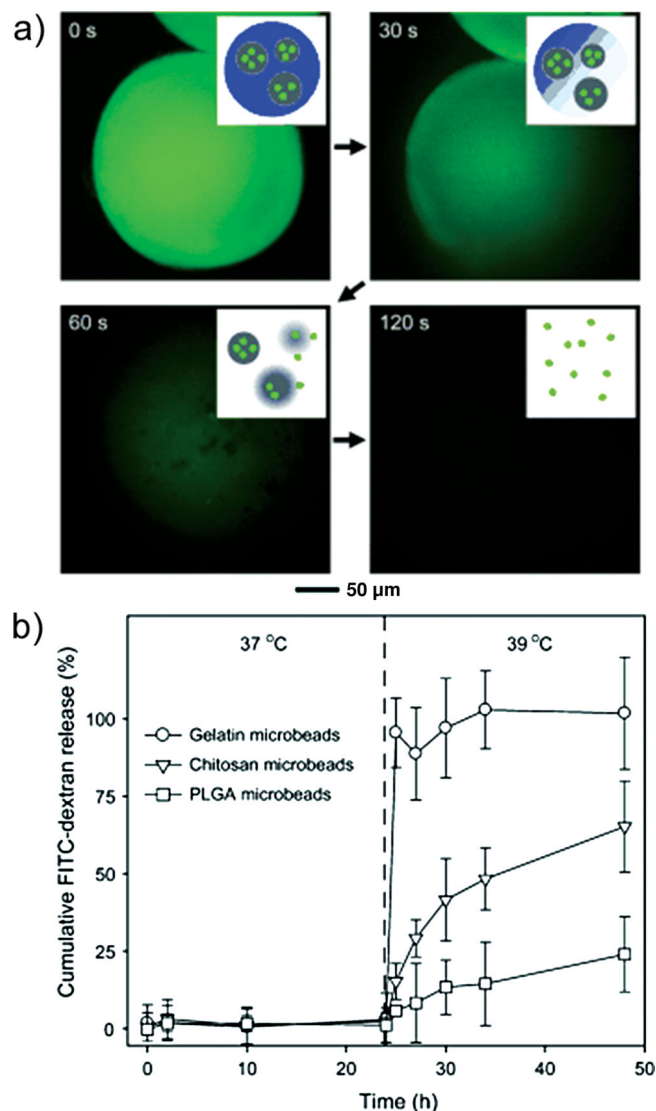 a)
0 s
30 s
60 s
120 s
50 µm
b)
37 °C
39 °C
Cumulative FITC-dextran release (%)
100
75
50
25
0
Gelatin microbeads
Chitosan microbeads
PLGA microbeads
0
10
20
30
40
50
Time (h)